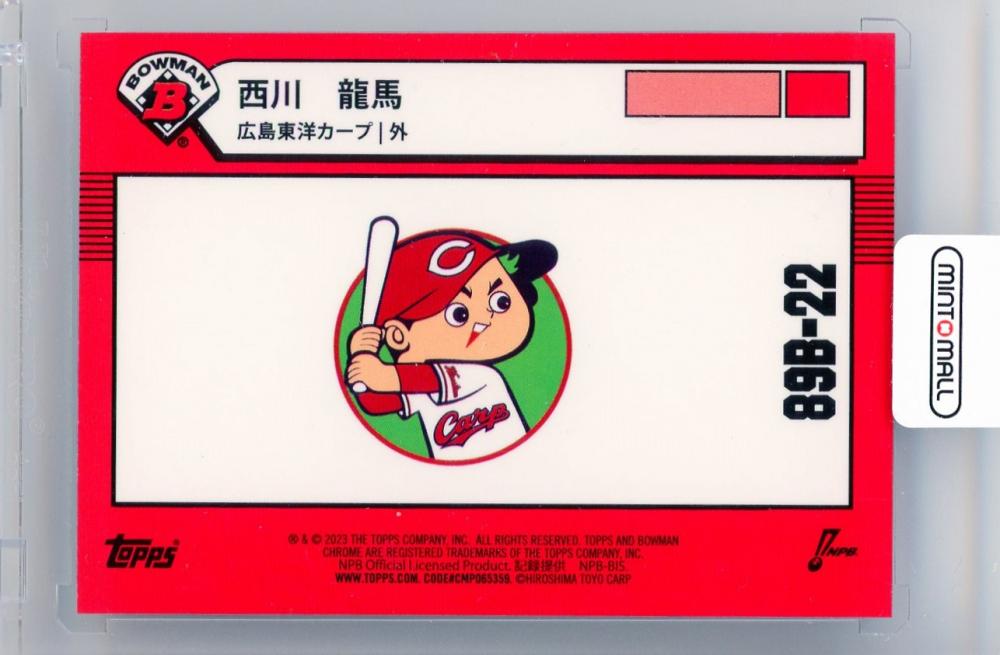 BOWMAN
B
®
西川 龍馬
広島東洋カープ | 外
C
Carp
89B-22
MINT MALL
topps
® & © 2023 THE TOPPS COMPANY, INC. ALL RIGHTS RESERVED. TOPPS AND BOWMAN
CHROME ARE REGISTERED TRADEMARKS OF THE TOPPS COMPANY, INC.
NPB Official Licensed Product. 記録提供 NPB-BIS.
WWW.TOPPS.COM. CODE#CMP065359. ©HIROSHIMA TOYO CARP
NPB